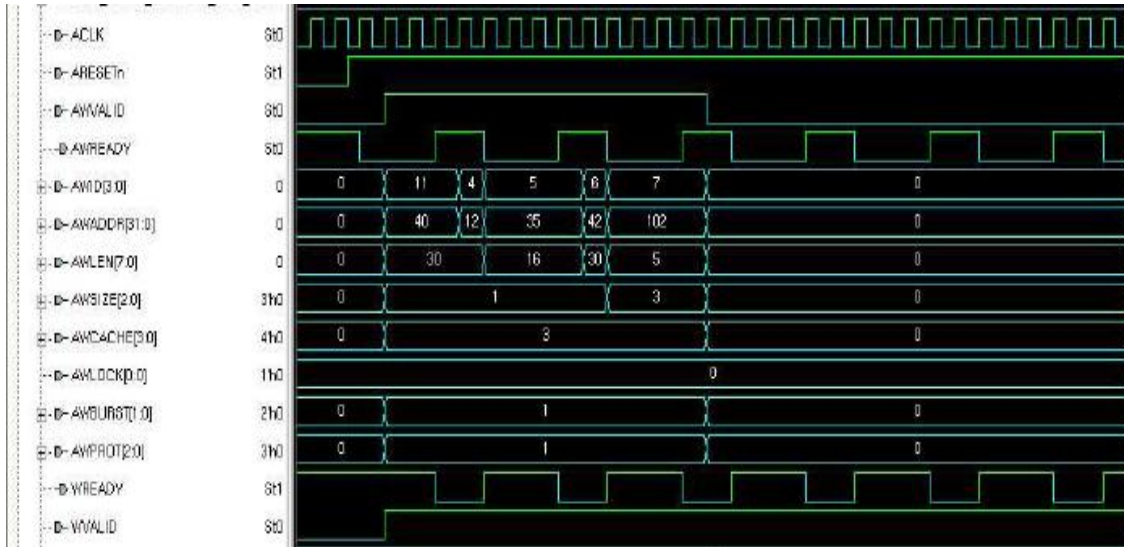 ACLK St0
ARESETn St1
AWVALID St0
AWREADY St0
AWID[3:0] 0 0 11 4 5 6 7 0
AWADDR[31:0] 0 0 40 12 35 42 102 0
AWLEN[7:0] 0 0 30 16 30 5 0
AWSIZE[2:0] 3'h0 0 1 3 0
AWCACHE[3:0] 4'h0 0 3 0
AWLOCK[0:0] 1'h0 0
AWBURST[1:0] 2'h0 0 1 0
AWPROT[2:0] 3'h0 0 1 0
WREADY St1
WVALID St0